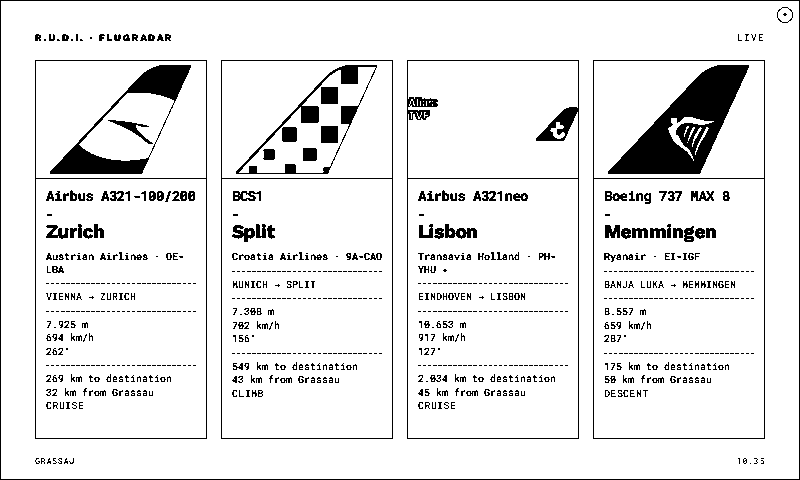 R.U.D.I. · FLUGRADAR
LIVE
Airbus A321-100/200
-
Zurich
Austrian Airlines · OE-
LBA
VIENNA → ZURICH
7.925 m
694 km/h
262°
269 km to destination
32 km from Grassau
CRUISE
BCS1
-
Split
Croatia Airlines · 9A-CAO
MUNICH → SPLIT
7.308 m
702 km/h
156°
549 km to destination
43 km from Grassau
CLIMB
Airbus A321neo
-
Lisbon
Transavia Holland · PH-
YHU ✦
EINDHOVEN → LISBON
10.653 m
917 km/h
127°
2.034 km to destination
45 km from Grassau
CRUISE
Boeing 737 MAX 8
-
Memmingen
Ryanair · EI-IGF
BANJA LUKA → MEMMINGEN
8.557 m
659 km/h
287°
175 km to destination
50 km from Grassau
DESCENT
GRASSAU
10.35